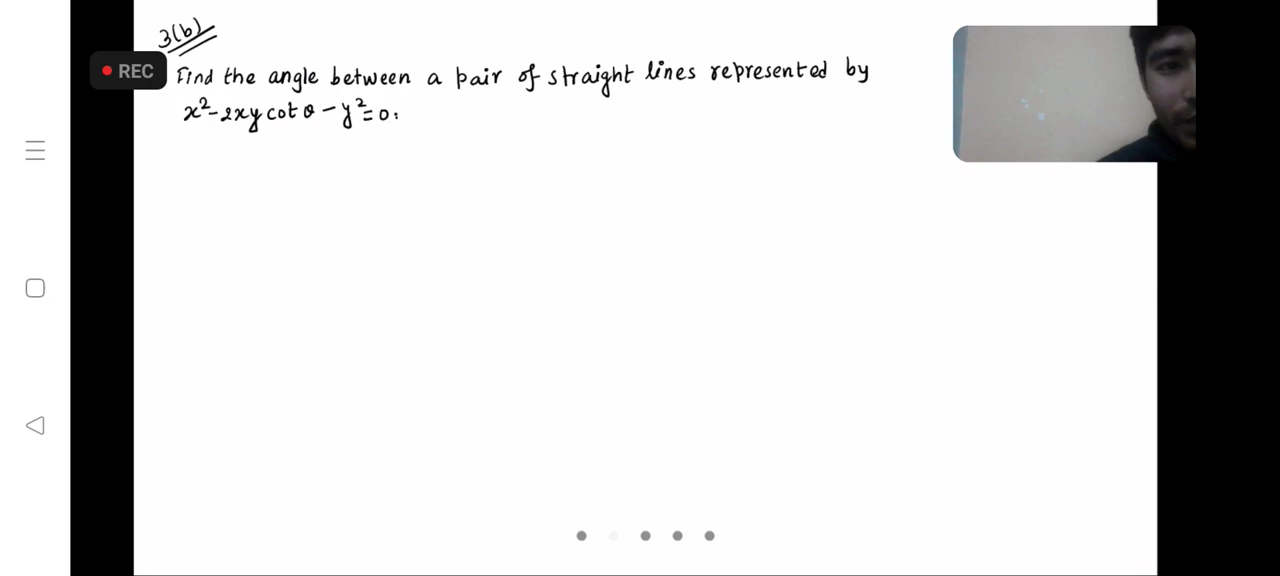 3(b)
REC
Find the angle between a pair of straight lines represented by
x²-2xy cot θ - y²=0.